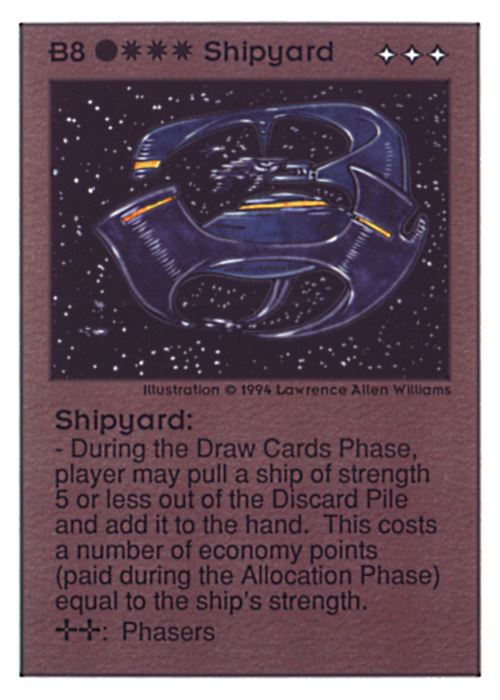 B8 ●✷✷✷ Shipyard ✧✧✧
Illustration © 1994 Lawrence Allen Williams
Shipyard:
- During the Draw Cards Phase,
player may pull a ship of strength
5 or less out of the Discard Pile
and add it to the hand. This costs
a number of economy points
(paid during the Allocation Phase)
equal to the ship's strength.
✢✢: Phasers